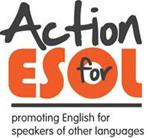 Action
for
ESOL
promoting English for
speakers of other languages